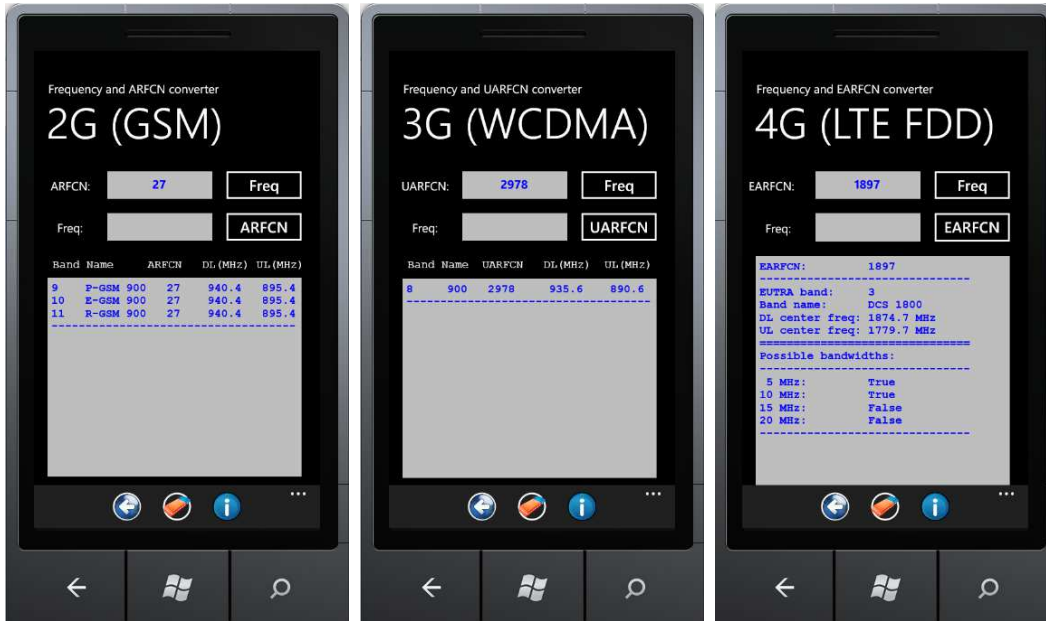 Frequency and ARFCN converter
2G (GSM)
ARFCN: 27 Freq
Freq: ARFCN
Band Name ARFCN DL(MHz) UL(MHz)
9 P-GSM 900 27 940.4 895.4
10 E-GSM 900 27 940.4 895.4
11 R-GSM 900 27 940.4 895.4
------------------------------------
...
Frequency and UARFCN converter
3G (WCDMA)
UARFCN: 2978 Freq
Freq: UARFCN
Band Name UARFCN DL(MHz) UL(MHz)
8 900 2978 935.6 890.6
------------------------------------
...
Frequency and EARFCN converter
4G (LTE FDD)
EARFCN: 1897 Freq
Freq: EARFCN
EARFCN: 1897
-------------------------------
EUTRA band: 3
Band name: DCS 1800
DL center freq: 1874.7 MHz
UL center freq: 1779.7 MHz
===============================
Possible bandwidths:
-------------------------------
5 MHz: True
10 MHz: True
15 MHz: False
20 MHz: False
-------------------------------
...